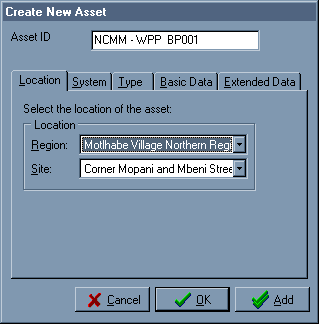 Create New Asset
Asset ID NCMM - WPP BP001
Location System Type Basic Data Extended Data
Select the location of the asset:
Location
Region: Motlhabe Village Northern Regi
Site: Corner Mopani and Mbeni Stree
Cancel OK Add